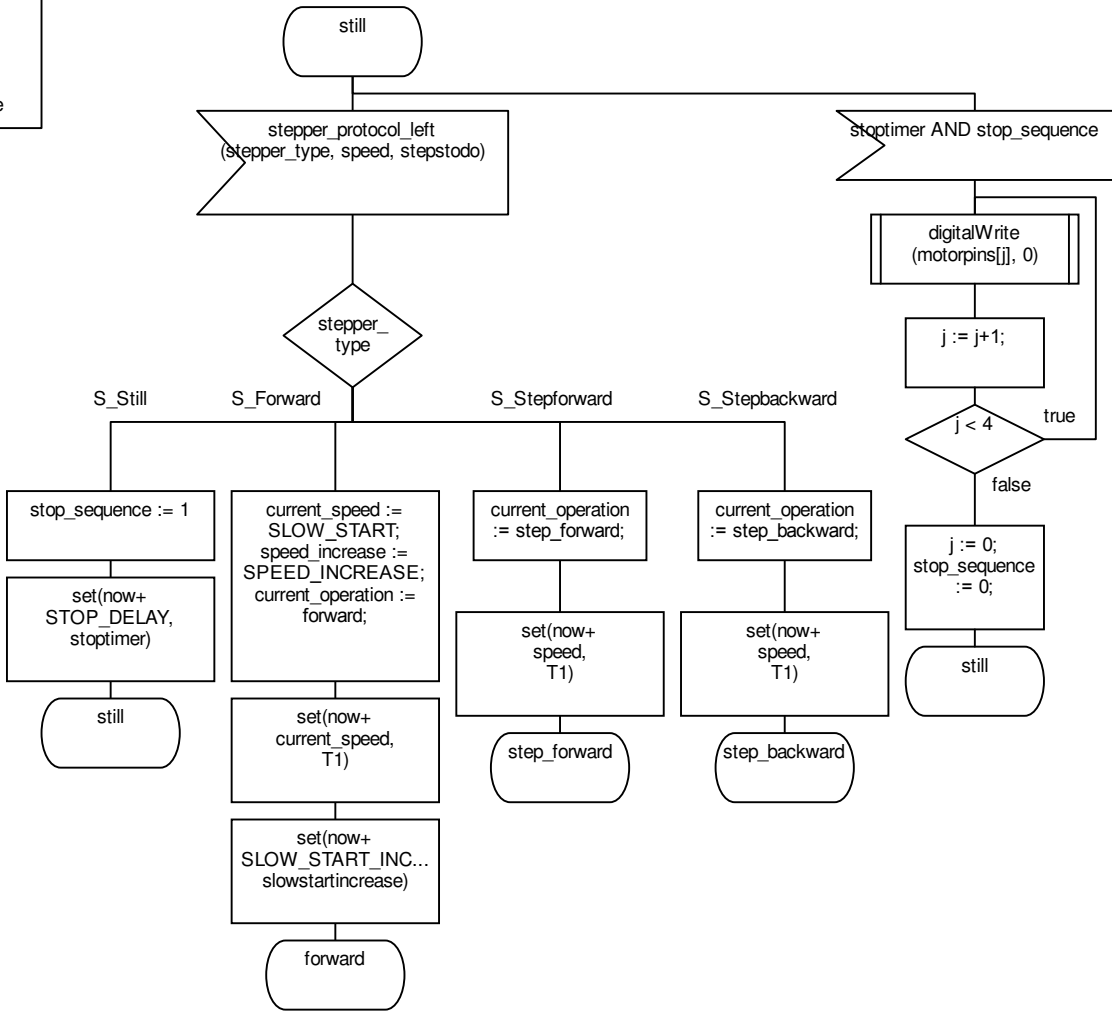 still
e
stepper_protocol_left
(stepper_type, speed, stepstodo)
stoptimer AND stop_sequence
digitalWrite
(motorpins[j], 0)
j := j+1;
j < 4
true
false
j := 0;
stop_sequence
:= 0;
still
stepper_
type
S_Still
S_Forward
S_Stepforward
S_Stepbackward
stop_sequence := 1
set(now+
STOP_DELAY,
stoptimer)
still
current_speed :=
SLOW_START;
speed_increase :=
SPEED_INCREASE;
current_operation :=
forward;
set(now+
current_speed,
T1)
set(now+
SLOW_START_INC...
slowstartincrease)
forward
current_operation
:= step_forward;
set(now+
speed,
T1)
step_forward
current_operation
:= step_backward;
set(now+
speed,
T1)
step_backward